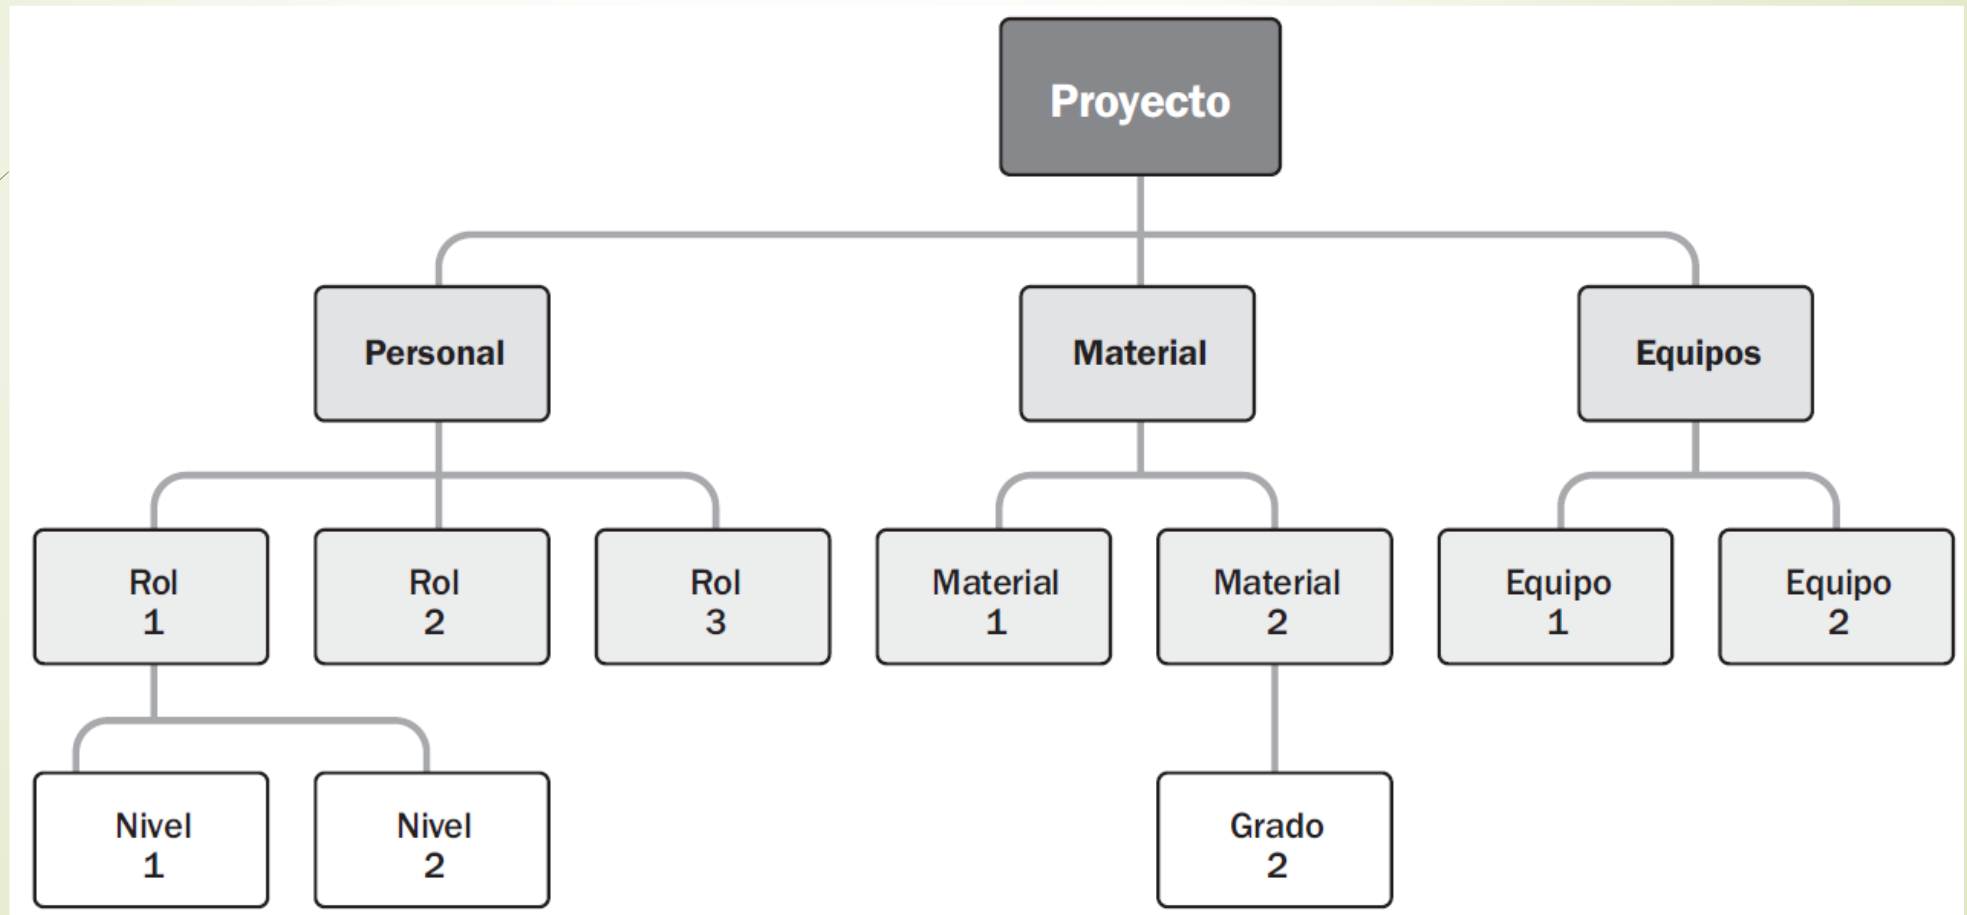 Proyecto
Personal
Material
Equipos
Rol
1
Rol
2
Rol
3
Material
1
Material
2
Equipo
1
Equipo
2
Nivel
1
Nivel
2
Grado
2